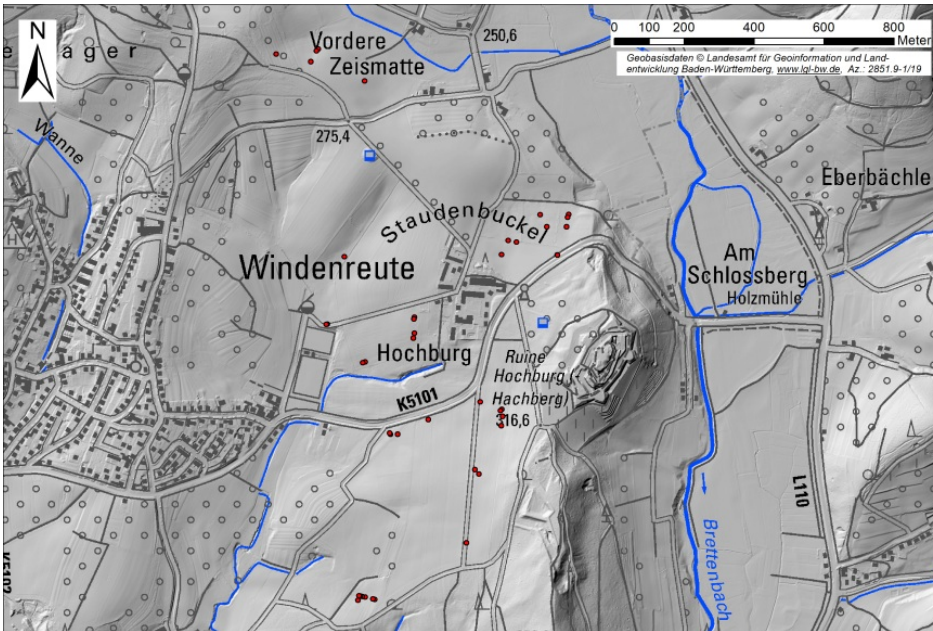 N
e Jäger
Vordere
Zeismatte
250,6
0 100 200 400 600 800
Meter
Geobasisdaten © Landesamt für Geoinformation und Land-
entwicklung Baden-Württemberg, www.lgl-bw.de, Az.: 2851.9-1/19
Wanne
275,4
Eberbächle
Staudenbuckel
Windenreute
Am
Schlossberg
Holzmühle
Hochburg
Ruine
Hochburg
(Hachberg)
316,6
K5101
L110
Brettenbach
K5102